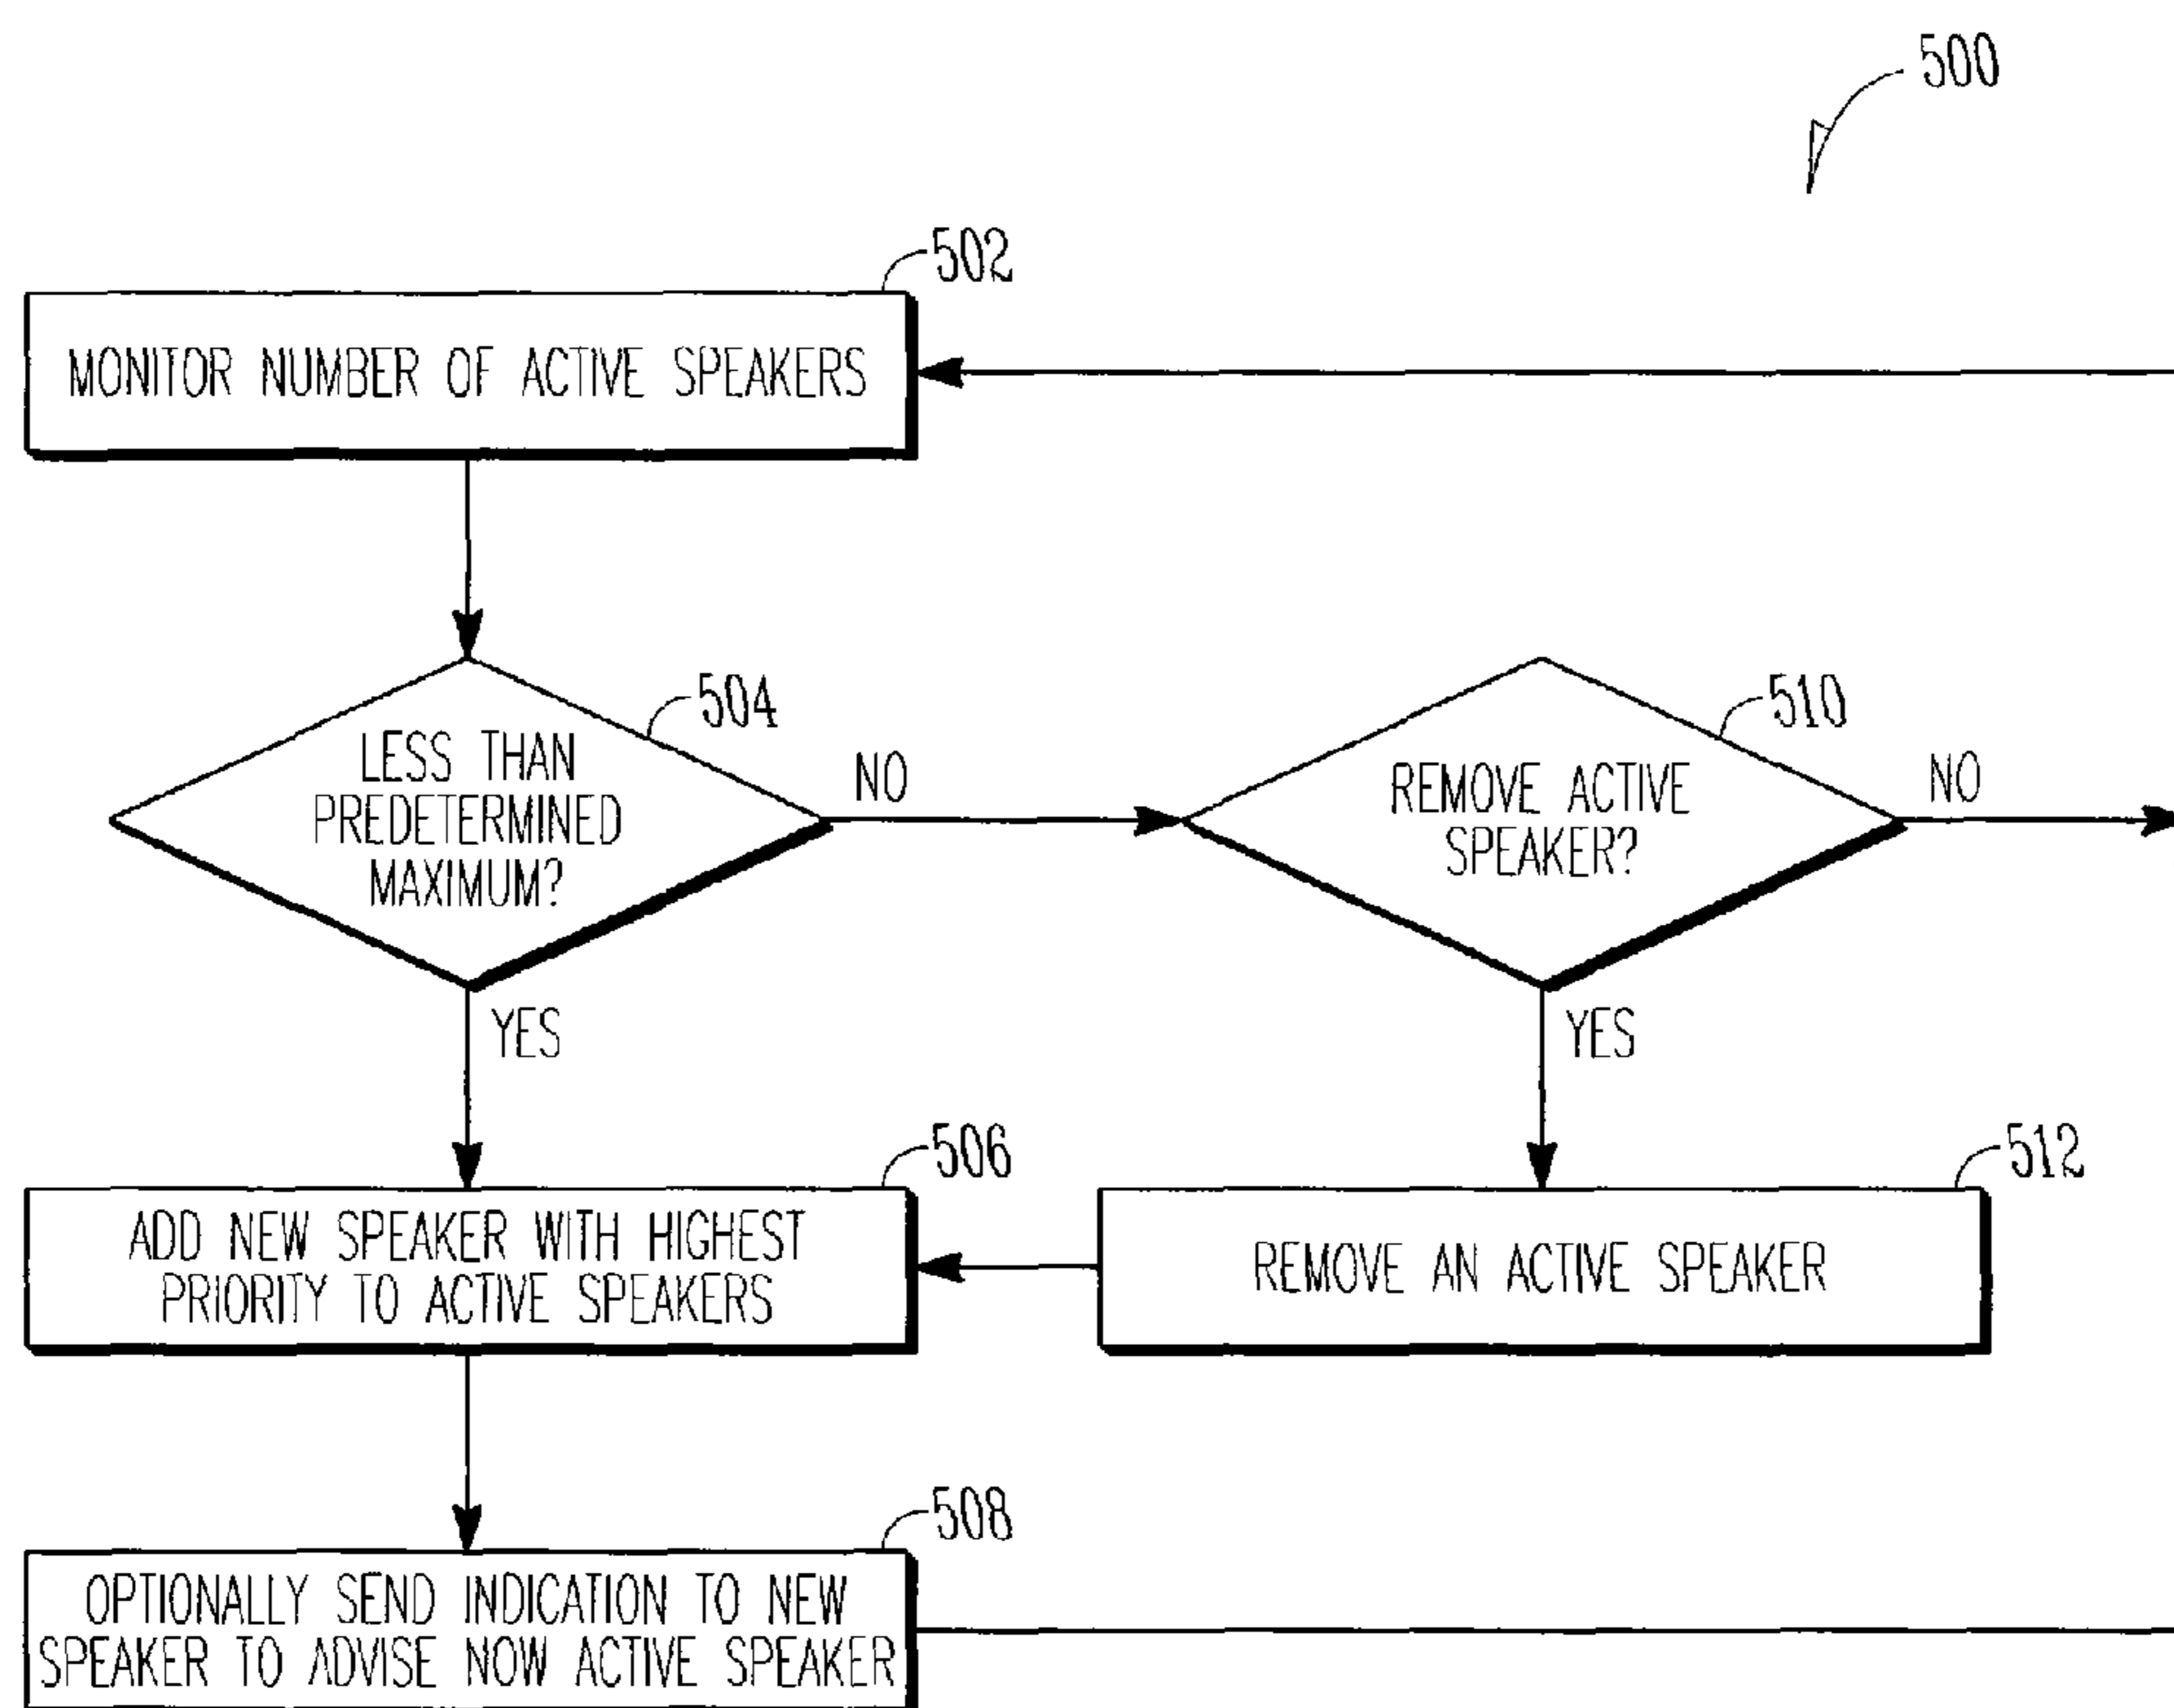 500
502
MONITOR NUMBER OF ACTIVE SPEAKERS
504
LESS THAN
PREDETERMINED
MAXIMUM?
NO
510
REMOVE ACTIVE
SPEAKER?
NO
YES
YES
506
ADD NEW SPEAKER WITH HIGHEST
PRIORITY TO ACTIVE SPEAKERS
512
REMOVE AN ACTIVE SPEAKER
508
OPTIONALLY SEND INDICATION TO NEW
SPEAKER TO ADVISE NOW ACTIVE SPEAKER